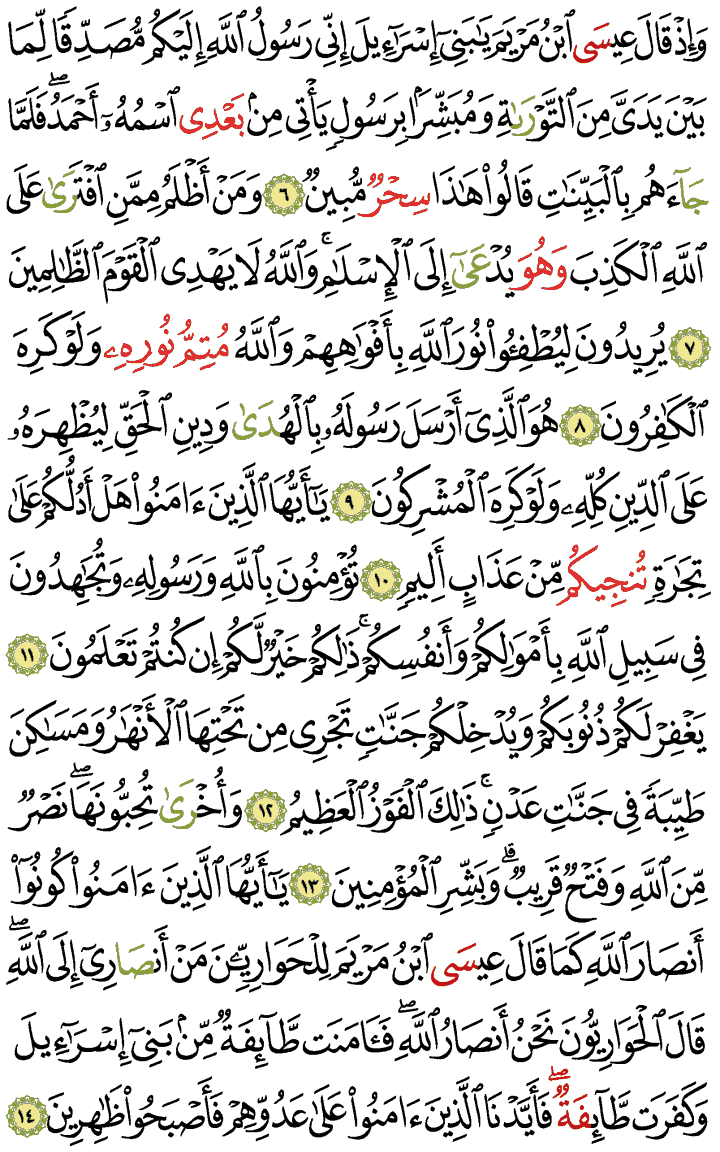 وَإِذْ قَالَ عِيسَى ٱبْنُ مَرْيَمَ يَـٰبَنِىٓ إِسْرَٰٓءِيلَ إِنِّى رَسُولُ ٱللَّهِ إِلَيْكُم مُّصَدِّقًا لِّمَا
بَيْنَ يَدَىَّ مِنَ ٱلتَّوْرَىٰةِ وَمُبَشِّرًۢا بِرَسُولٍ يَأْتِى مِنۢ بَعْدِى ٱسْمُهُۥٓ أَحْمَدُ ۖ فَلَمَّا
جَآءَهُم بِٱلْبَيِّنَـٰتِ قَالُوا۟ هَـٰذَا سِحْرٌ مُّبِينٌ ٦ وَمَنْ أَظْلَمُ مِمَّنِ ٱفْتَرَىٰ عَلَى
ٱللَّهِ ٱلْكَذِبَ وَهُوَ يُدْعَىٰٓ إِلَى ٱلْإِسْلَـٰمِ ۚ وَٱللَّهُ لَا يَهْدِى ٱلْقَوْمَ ٱلظَّـٰلِمِينَ
٧ يُرِيدُونَ لِيُطْفِـُٔوا۟ نُورَ ٱللَّهِ بِأَفْوَٰهِهِمْ وَٱللَّهُ مُتِمُّ نُورِهِۦ وَلَوْ كَرِهَ
ٱلْكَـٰفِرُونَ ٨ هُوَ ٱلَّذِىٓ أَرْسَلَ رَسُولَهُۥ بِٱلْهُدَىٰ وَدِينِ ٱلْحَقِّ لِيُظْهِرَهُۥ
عَلَى ٱلدِّينِ كُلِّهِۦ وَلَوْ كَرِهَ ٱلْمُشْرِكُونَ ٩ يَـٰٓأَيُّهَا ٱلَّذِينَ ءَامَنُوا۟ هَلْ أَدُلُّكُمْ عَلَىٰ
تِجَـٰرَةٍ تُنجِيكُم مِّنْ عَذَابٍ أَلِيمٍ ١٠ تُؤْمِنُونَ بِٱللَّهِ وَرَسُولِهِۦ وَتُجَـٰهِدُونَ
فِى سَبِيلِ ٱللَّهِ بِأَمْوَٰلِكُمْ وَأَنفُسِكُمْ ۚ ذَٰلِكُمْ خَيْرٌ لَّكُمْ إِن كُنتُمْ تَعْلَمُونَ ١١
يَغْفِرْ لَكُمْ ذُنُوبَكُمْ وَيُدْخِلْكُمْ جَنَّـٰتٍ تَجْرِى مِن تَحْتِهَا ٱلْأَنْهَـٰرُ وَمَسَـٰكِنَ
طَيِّبَةً فِى جَنَّـٰتِ عَدْنٍ ۚ ذَٰلِكَ ٱلْفَوْزُ ٱلْعَظِيمُ ١٢ وَأُخْرَىٰ تُحِبُّونَهَا ۖ نَصْرٌ
مِّنَ ٱللَّهِ وَفَتْحٌ قَرِيبٌ ۗ وَبَشِّرِ ٱلْمُؤْمِنِينَ ١٣ يَـٰٓأَيُّهَا ٱلَّذِينَ ءَامَنُوا۟ كُونُوٓا۟
أَنصَارَ ٱللَّهِ كَمَا قَالَ عِيسَى ٱبْنُ مَرْيَمَ لِلْحَوَارِيِّـۧنَ مَنْ أَنصَارِىٓ إِلَى ٱللَّهِ ۖ
قَالَ ٱلْحَوَارِيُّونَ نَحْنُ أَنصَارُ ٱللَّهِ ۖ فَـَٔامَنَت طَّآئِفَةٌ مِّنۢ بَنِىٓ إِسْرَٰٓءِيلَ
وَكَفَرَت طَّآئِفَةٌ ۖ فَأَيَّدْنَا ٱلَّذِينَ ءَامَنُوا۟ عَلَىٰ عَدُوِّهِمْ فَأَصْبَحُوا۟ ظَـٰهِرِينَ ١٤